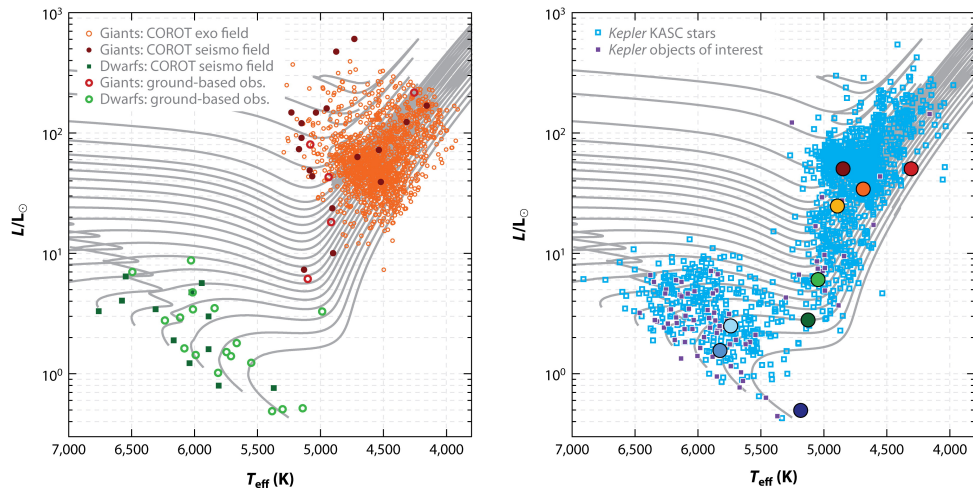 10³
10²
10¹
10⁰
L/L☉
Giants: COROT exo field
Giants: COROT seismo field
Dwarfs: COROT seismo field
Giants: ground-based obs.
Dwarfs: ground-based obs.
7,000 6,500 6,000 5,500 5,000 4,500 4,000
Teff (K)
10³
10²
10¹
10⁰
L/L☉
Kepler KASC stars
Kepler objects of interest
7,000 6,500 6,000 5,500 5,000 4,500 4,000
Teff (K)